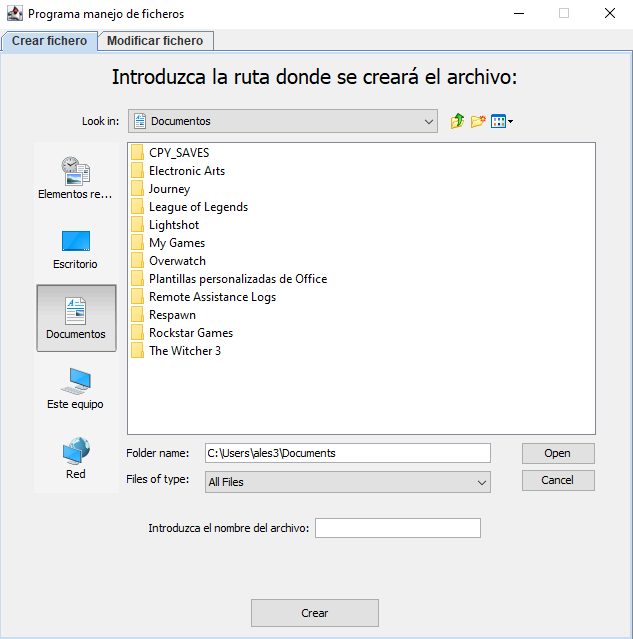 Programa manejo de ficheros
Crear fichero Modificar fichero
Introduzca la ruta donde se creará el archivo:
Look in: Documentos
Elementos re...
Escritorio
Documentos
Este equipo
Red
CPY_SAVES
Electronic Arts
Journey
League of Legends
Lightshot
My Games
Overwatch
Plantillas personalizadas de Office
Remote Assistance Logs
Respawn
Rockstar Games
The Witcher 3
Folder name: C:\Users\ales3\Documents Open
Files of type: All Files Cancel
Introduzca el nombre del archivo:
Crear